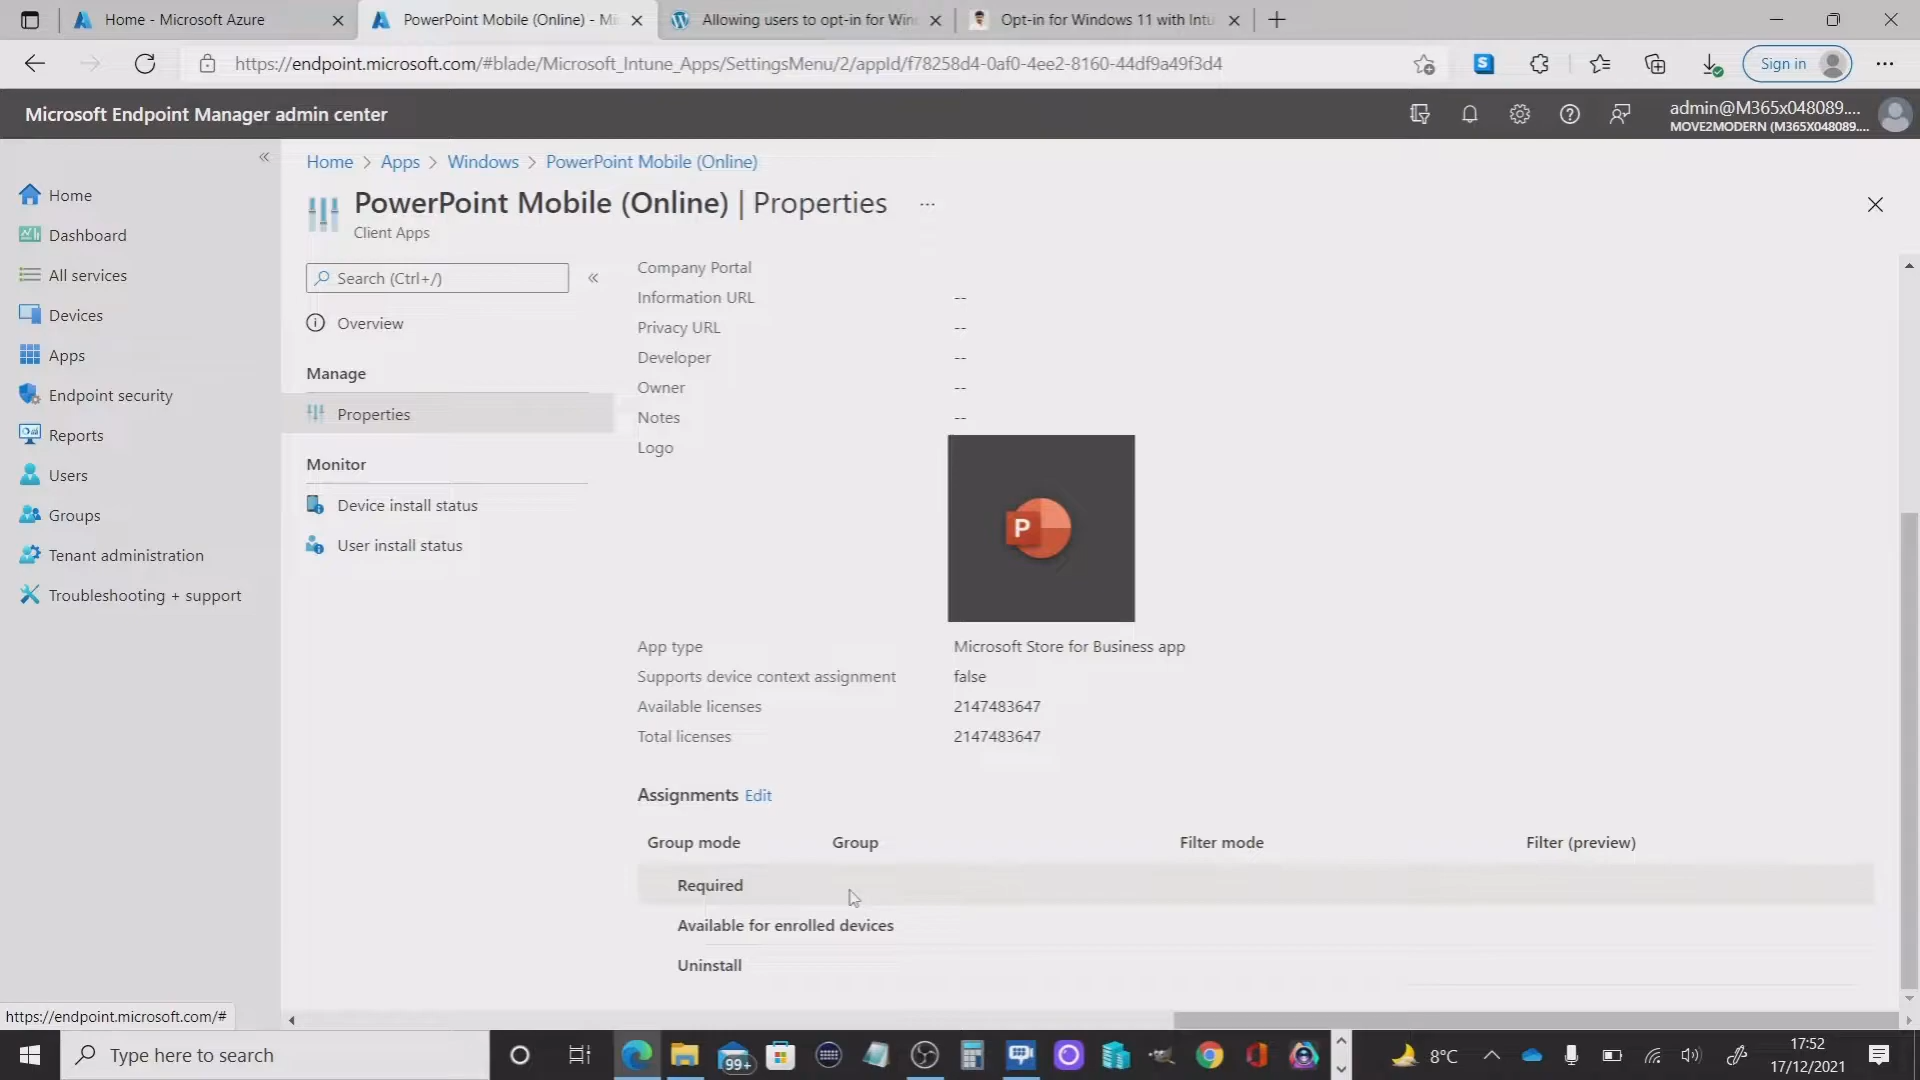 Home - Microsoft Azure
PowerPoint Mobile (Online) - Mi
Allowing users to opt-in for Win
Opt-in for Windows 11 with Intu
https://endpoint.microsoft.com/#blade/Microsoft_Intune_Apps/SettingsMenu/2/appId/f78258d4-0af0-4ee2-8160-44df9a49f3d4
S
Sign in
Microsoft Endpoint Manager admin center
admin@M365x048089....
MOVE2MODERN (M365X048089....
Home > Apps > Windows > PowerPoint Mobile (Online)
PowerPoint Mobile (Online) | Properties ...
Client Apps
Home
Dashboard
All services
Devices
Apps
Endpoint security
Reports
Users
Groups
Tenant administration
Troubleshooting + support
Search (Ctrl+/)
Overview
Manage
Properties
Monitor
Device install status
User install status
Company Portal
Information URL --
Privacy URL --
Developer --
Owner --
Notes --
Logo
P
App type Microsoft Store for Business app
Supports device context assignment false
Available licenses 2147483647
Total licenses 2147483647
Assignments Edit
Group mode Group Filter mode Filter (preview)
Required
Available for enrolled devices
Uninstall
https://endpoint.microsoft.com/#
Type here to search
99+
8°C
17:52
17/12/2021